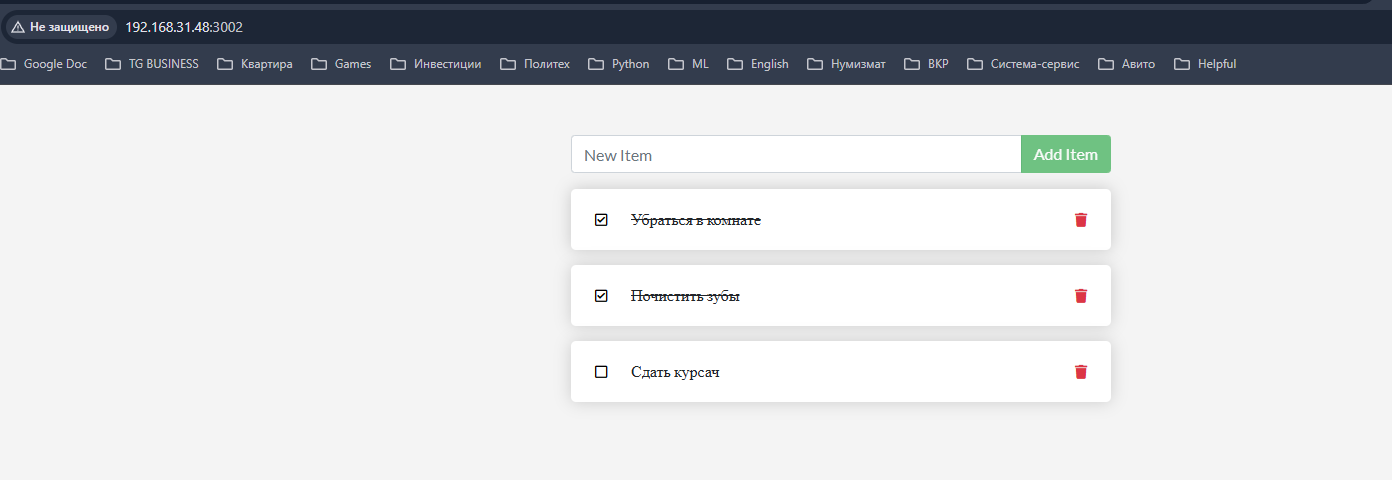 Не защищено 192.168.31.48:3002
Google Doc TG BUSINESS Квартира Games Инвестиции Политех Python ML English Нумизмат ВКР Система-сервис Авито Helpful
New Item Add Item
Убраться в комнате
Почистить зубы
Сдать курсач